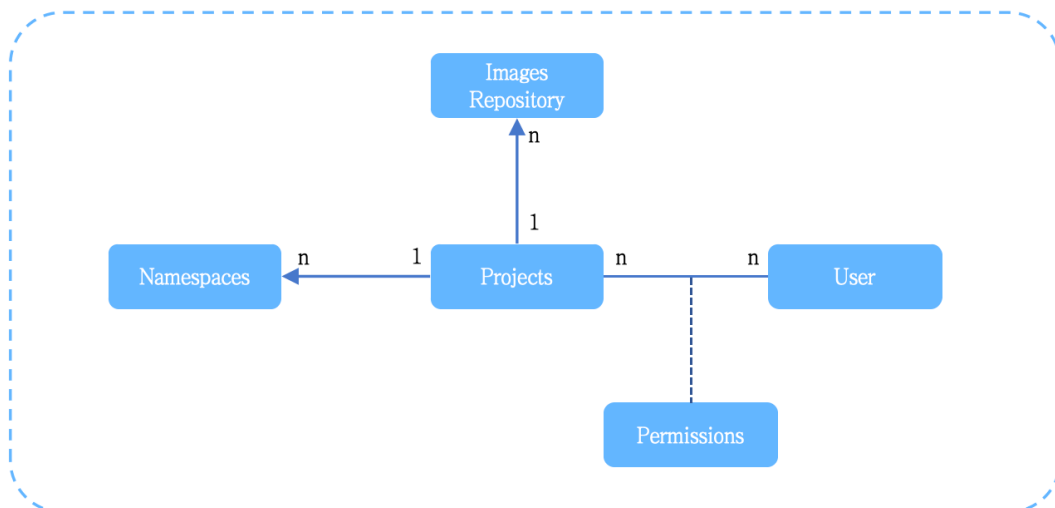 Images
Repository
n
1
Namespaces
n
1
Projects
n
n
User
Permissions